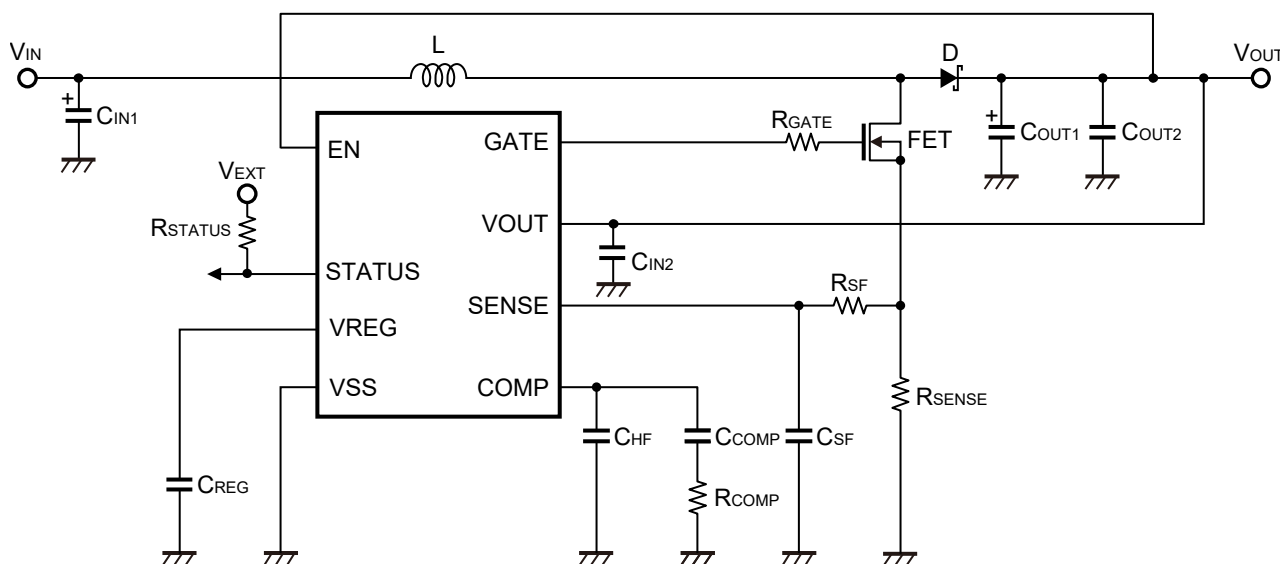 VIN
L
D
VOUT
+
CIN1
RGATE
FET
+
COUT1
COUT2
EN
GATE
VEXT
RSTATUS
VOUT
CIN2
STATUS
RSF
SENSE
VREG
VSS
COMP
RSENSE
CHF
CCOMP
CSF
CREG
RCOMP